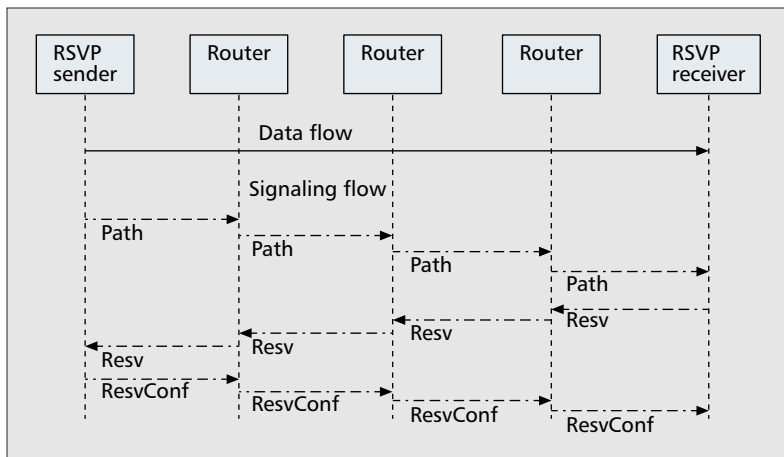 RSVP
sender
Router
Router
Router
RSVP
receiver
Data flow
Signaling flow
Path
Path
Path
Path
Resv
Resv
Resv
Resv
ResvConf
ResvConf
ResvConf
ResvConf